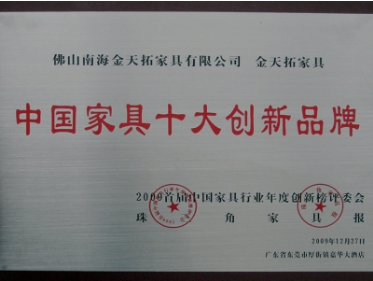 佛山南海金天拓家具有限公司 金天拓家具
中国家具十大创新品牌
2009首届中国家具行业年度创新榜评委会
珠 角家具报
2009年12月27日
广东省东莞市厚街镇嘉华大酒店